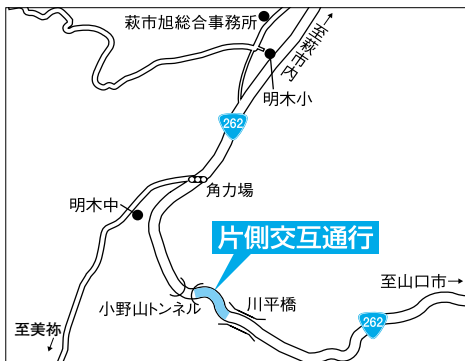 萩市旭総合事務所
至萩市内
明木小
262
角力場
明木中
片側交互通行
至山口市
小野山トンネル
川平橋
至美祢
262